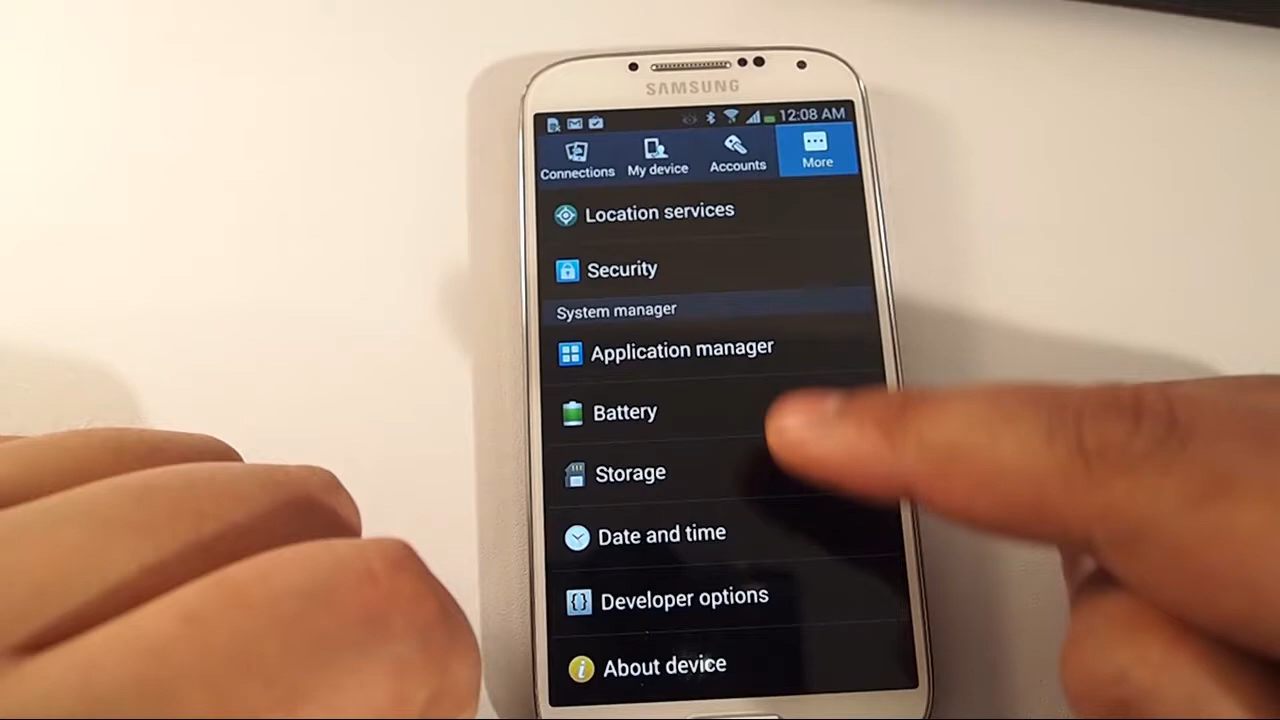 SAMSUNG
12:08 AM
Connections
My device
Accounts
More
Location services
Security
System manager
Application manager
Battery
Storage
Date and time
Developer options
About device